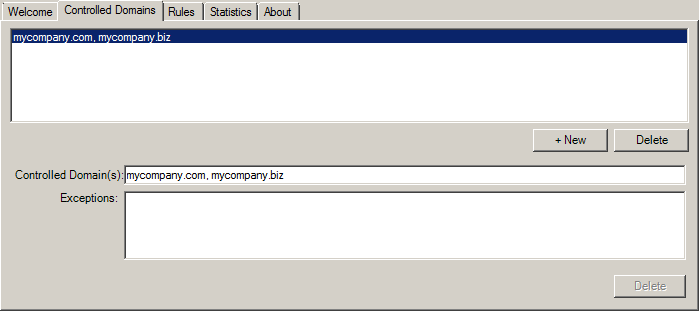 Welcome Controlled Domains Rules Statistics About
mycompany.com, mycompany.biz
+ New Delete
Controlled Domain(s): mycompany.com, mycompany.biz
Exceptions:
Delete